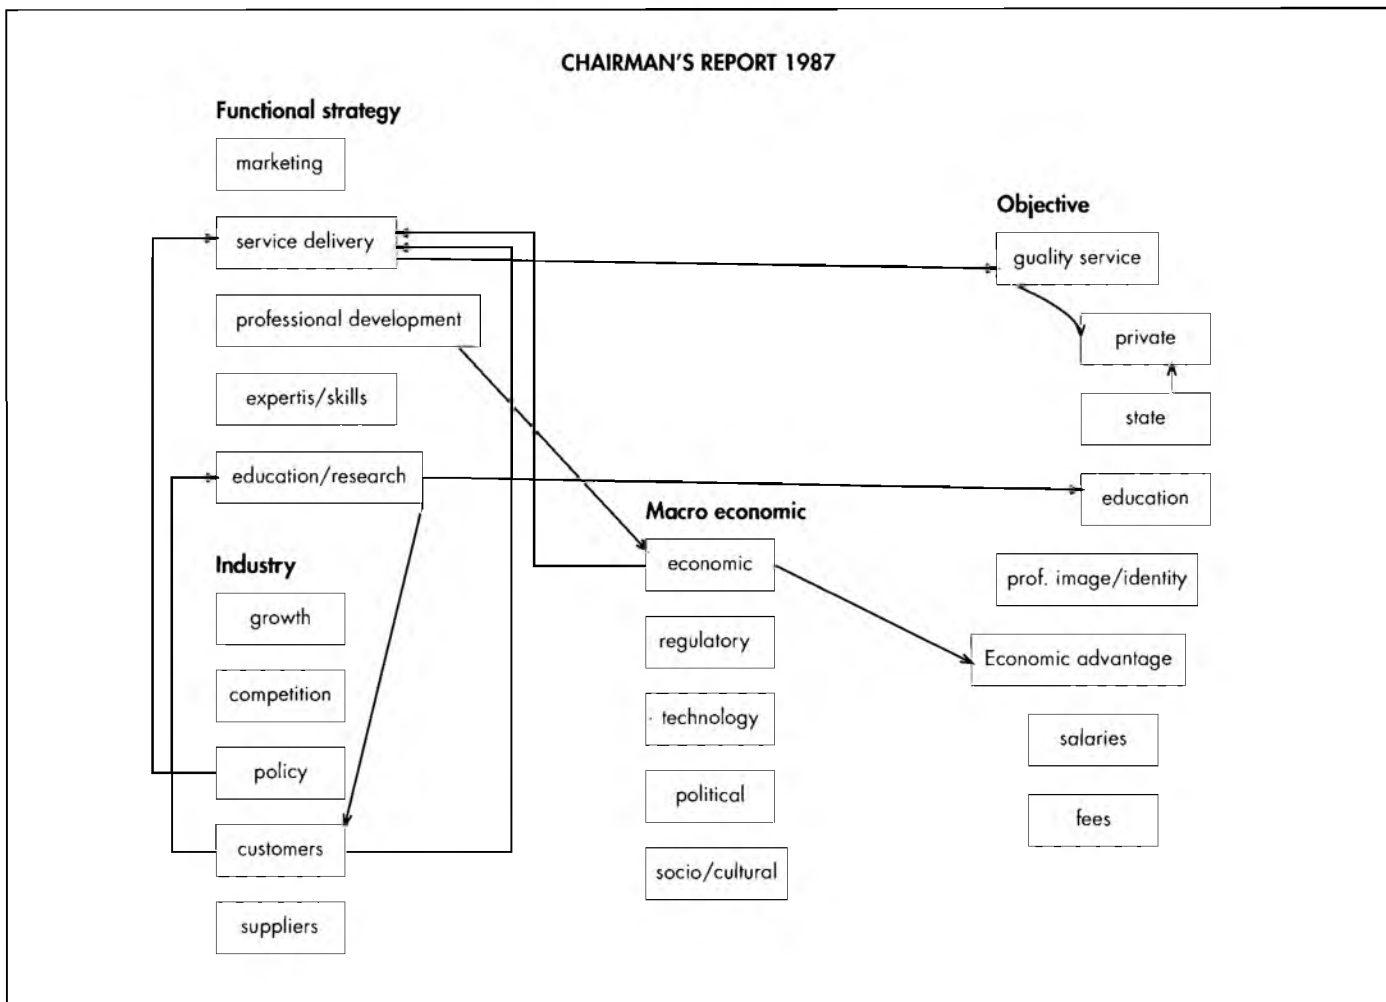 CHAIRMAN'S REPORT 1987
Functional strategy
marketing
service delivery
professional development
expertis/skills
education/research
Industry
growth
competition
policy
customers
suppliers
Macro economic
economic
regulatory
technology
political
socio/cultural
Objective
guality service
private
state
education
prof. image/identity
Economic advantage
salaries
fees